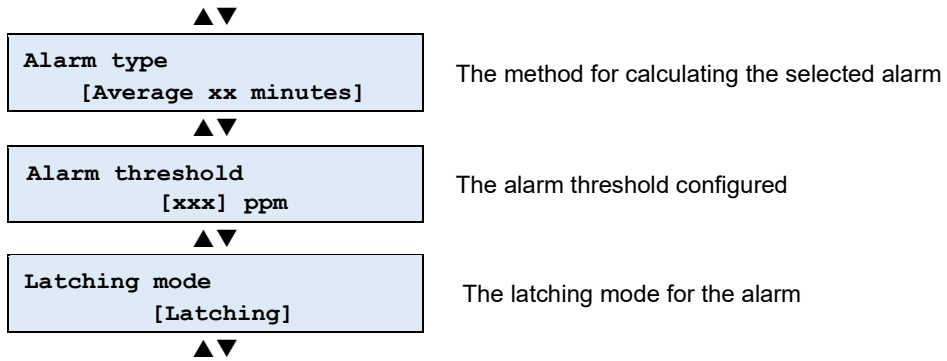 ▲▼
Alarm type
[Average xx minutes]
The method for calculating the selected alarm
▲▼
Alarm threshold
[xxx] ppm
The alarm threshold configured
▲▼
Latching mode
[Latching]
The latching mode for the alarm
▲▼